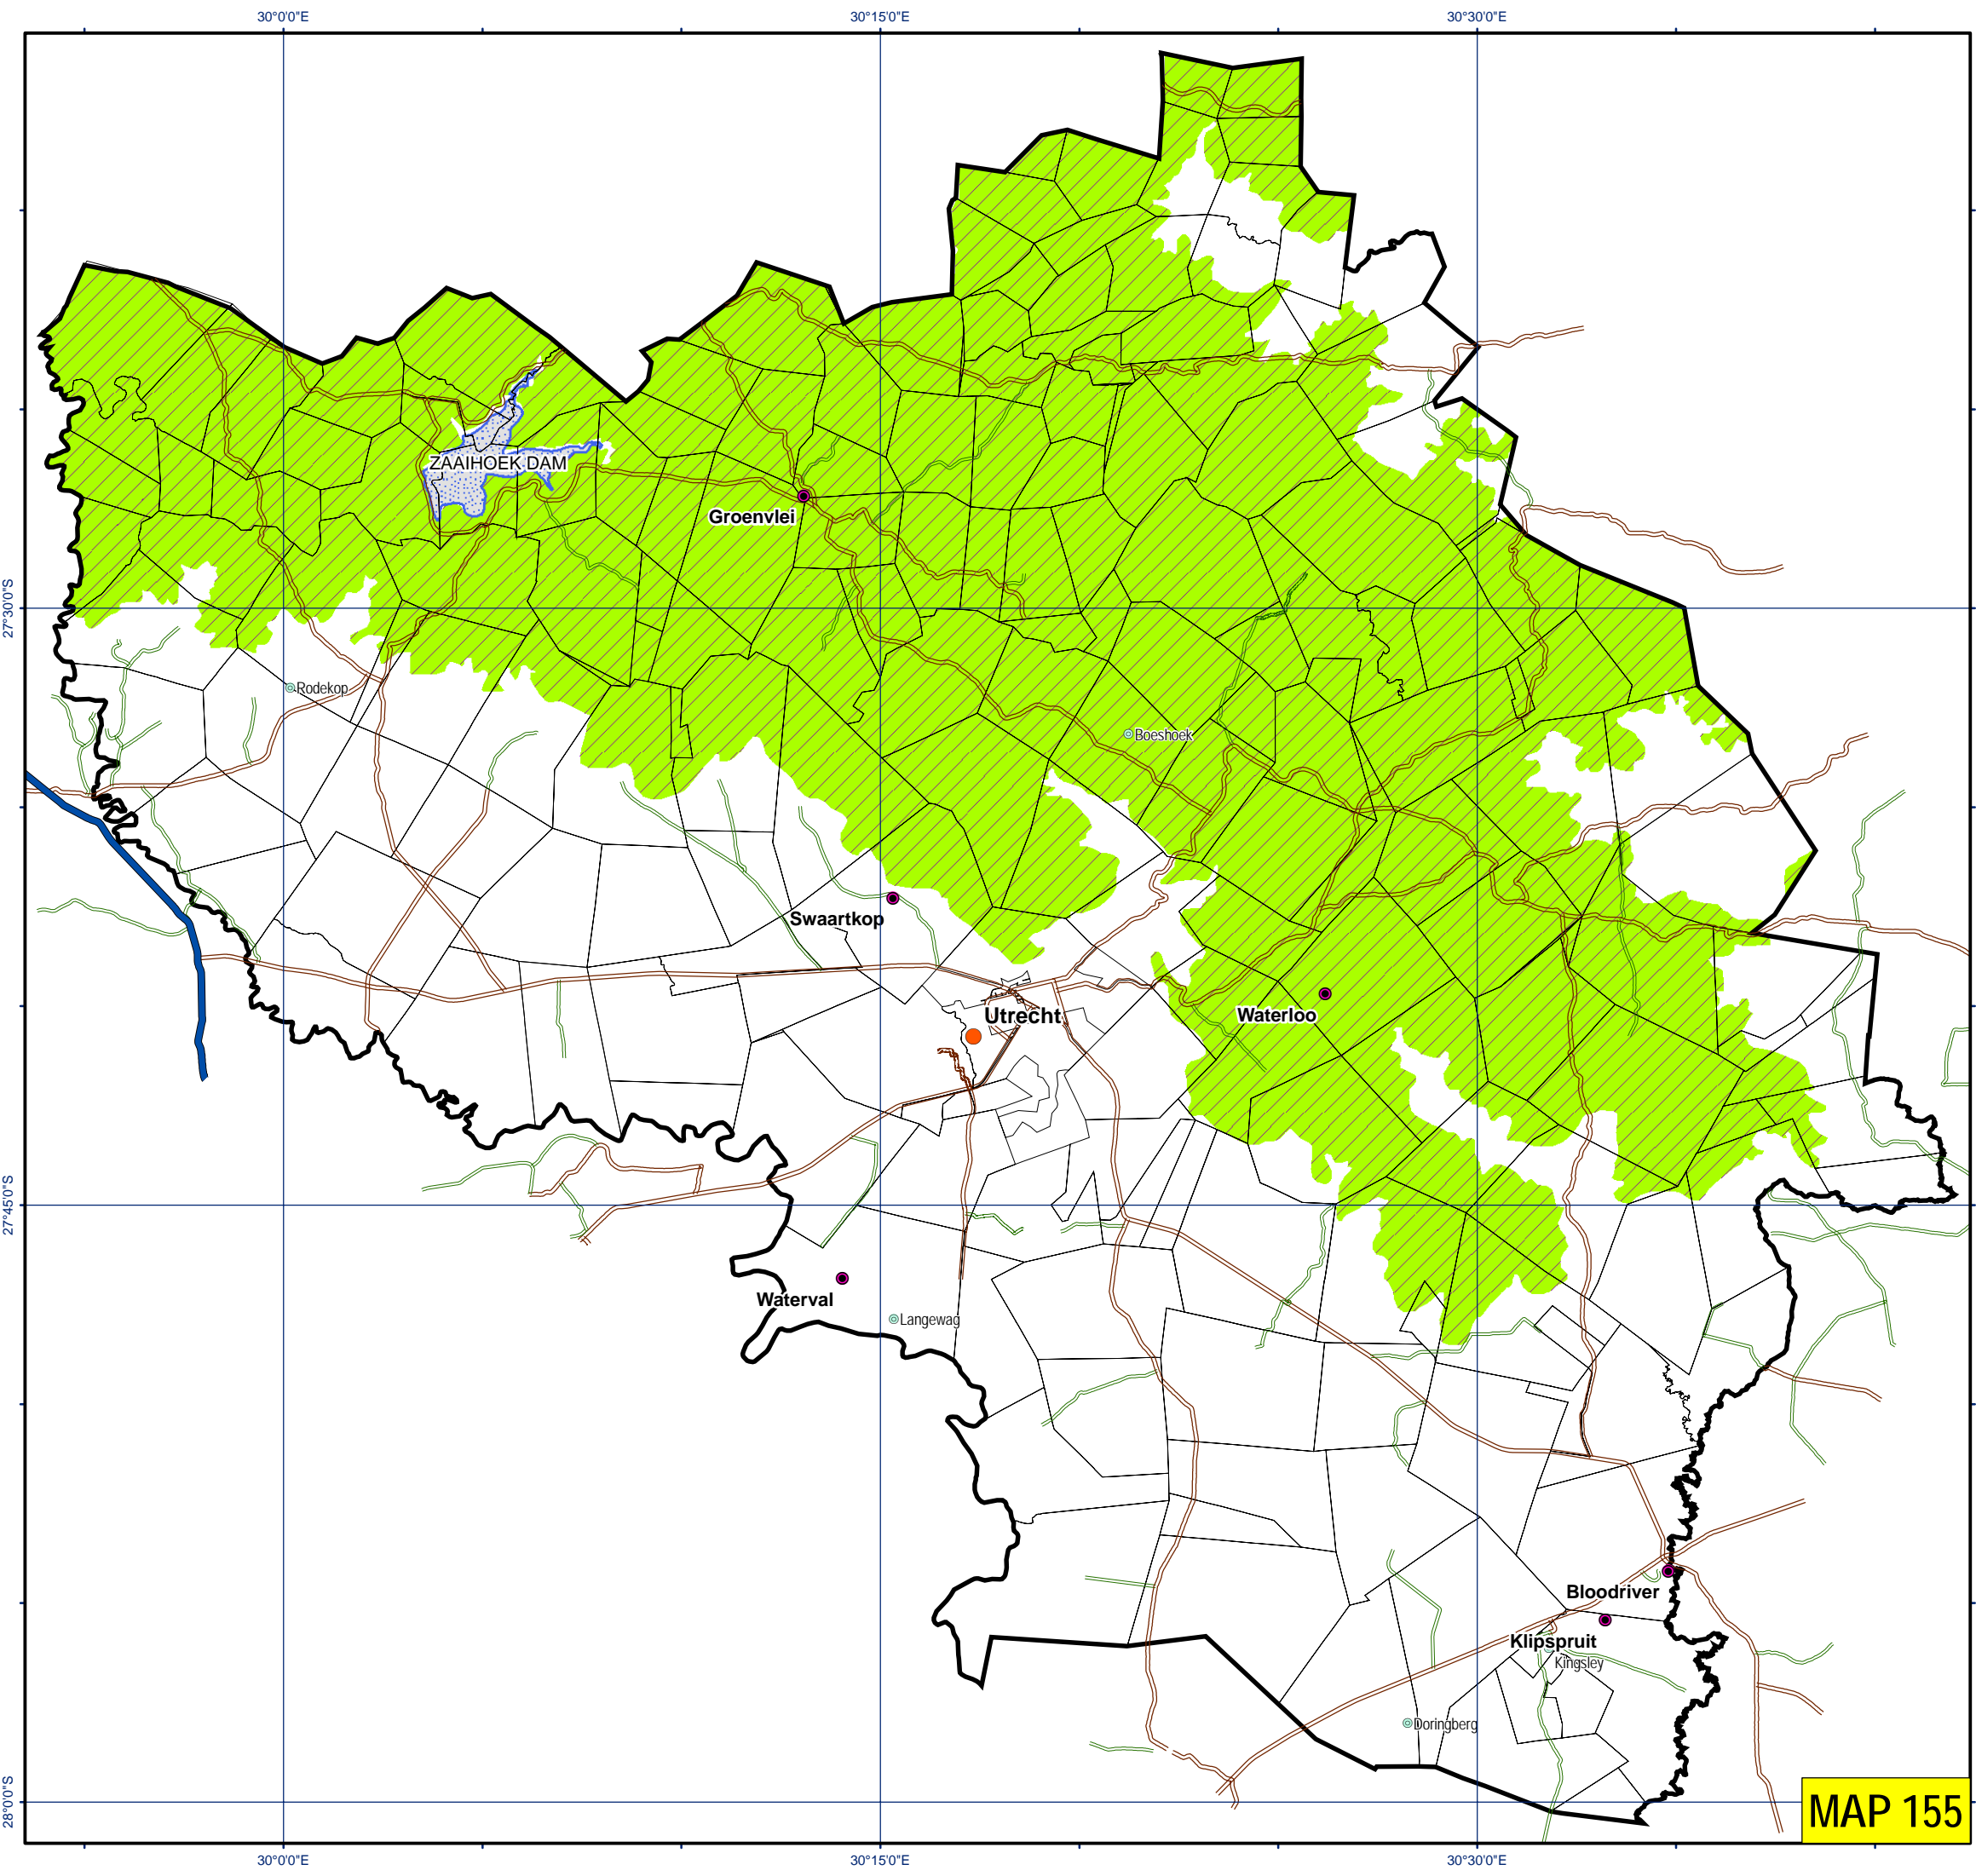 30°0'0"E
30°15'0"E
30°30'0"E
ZAAIHOEK DAM
Groenvlei
27°30'0"S
Rodekop
Boeshoek
Swaartkop
Utrecht
Waterloo
27°45'0"S
Waterval
Langewag
Bloodriver
Klipspruit
Kingsley
Doringberg
28°0'0"S
MAP 155
30°0'0"E
30°15'0"E
30°30'0"E